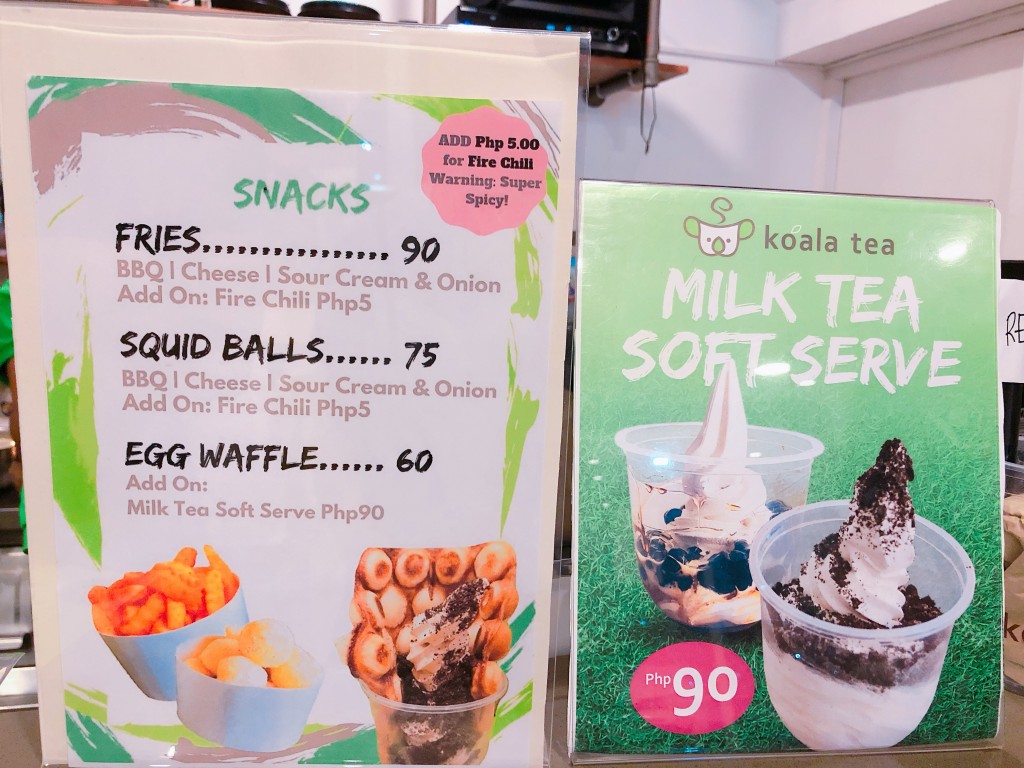 ADD Php 5.00
for Fire Chili
Warning: Super
Spicy!
SNACKS
FRIES............... 90
BBQ | Cheese | Sour Cream & Onion
Add On: Fire Chili Php5
SQUID BALLS...... 75
BBQ | Cheese | Sour Cream & Onion
Add On: Fire Chili Php5
EGG WAFFLE...... 60
Add On:
Milk Tea Soft Serve Php90
koala tea
MILK TEA
SOFT SERVE
Php90